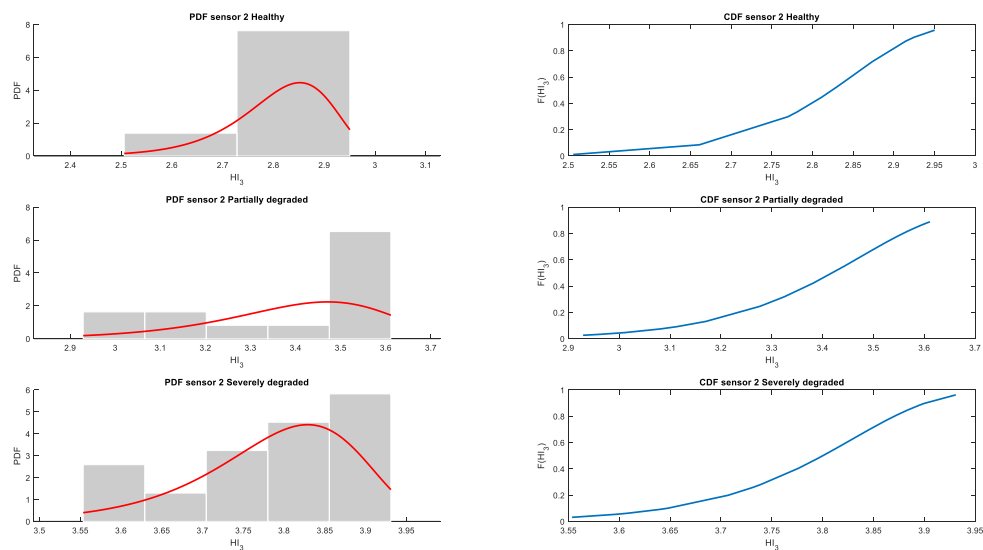 PDF sensor 2 Healthy
8
6
4
2
0
PDF
2.4 2.5 2.6 2.7 2.8 2.9 3 3.1
HI3
CDF sensor 2 Healthy
1
0.8
0.6
0.4
0.2
0
F(HI3)
2.5 2.55 2.6 2.65 2.7 2.75 2.8 2.85 2.9 2.95 3
HI3
PDF sensor 2 Partially degraded
8
6
4
2
0
PDF
2.9 3 3.1 3.2 3.3 3.4 3.5 3.6 3.7
HI3
CDF sensor 2 Partially degraded
1
0.8
0.6
0.4
0.2
0
F(HI3)
2.9 3 3.1 3.2 3.3 3.4 3.5 3.6 3.7
HI3
PDF sensor 2 Severely degraded
6
5
4
3
2
1
0
PDF
3.5 3.55 3.6 3.65 3.7 3.75 3.8 3.85 3.9 3.95
HI3
CDF sensor 2 Severely degraded
1
0.8
0.6
0.4
0.2
0
F(HI3)
3.55 3.6 3.65 3.7 3.75 3.8 3.85 3.9 3.95
HI3